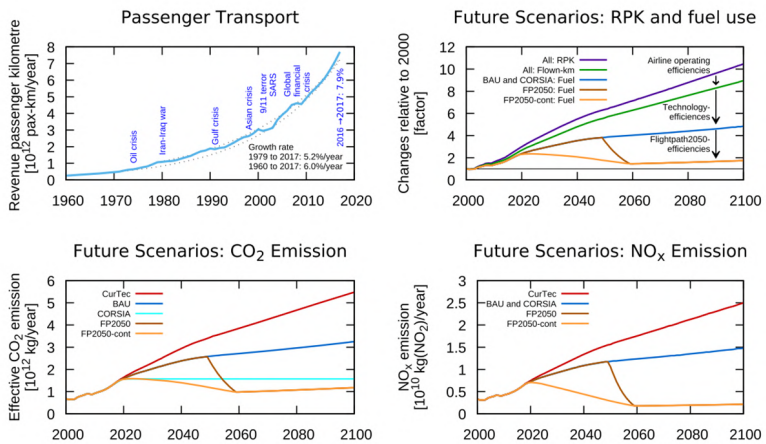 Passenger Transport
Revenue passenger kilometre
[10¹² pax-km/year]
8
7
6
5
4
3
2
1
0
Oil crisis
Iran-Iraq war
Gulf crisis
Asian crisis
9/11 terror
SARS
Global
financial
crisis
2016→2017: 7.9%
Growth rate
1979 to 2017: 5.2%/year
1960 to 2017: 6.0%/year
1960 1970 1980 1990 2000 2010 2020
Future Scenarios: RPK and fuel use
Changes relative to 2000
[factor]
12
10
8
6
4
2
0
All: RPK
All: Flown-km
BAU and CORSIA: Fuel
FP2050: Fuel
FP2050-cont: Fuel
Airline operating
efficiencies
Technology-
efficiencies
Flightpath2050-
efficiencies
2000 2020 2040 2060 2080 2100
Future Scenarios: CO₂ Emission
Effective CO₂ emission
[10¹² kg/year]
6
5
4
3
2
1
0
CurTec
BAU
CORSIA
FP2050
FP2050-cont
2000 2020 2040 2060 2080 2100
Future Scenarios: NOₓ Emission
NOₓ emission
[10¹⁰ kg(NO₂)/year]
3
2.5
2
1.5
1
0.5
0
CurTec
BAU and CORSIA
FP2050
FP2050-cont
2000 2020 2040 2060 2080 2100